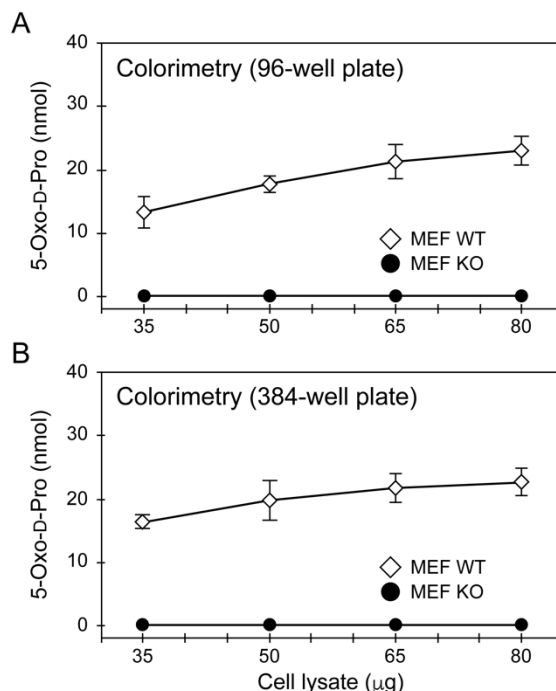 A
Colorimetry (96-well plate)
5-Oxo-D-Pro (nmol)
40
30
20
10
0
MEF WT
MEF KO
35 50 65 80
B
Colorimetry (384-well plate)
5-Oxo-D-Pro (nmol)
40
30
20
10
0
MEF WT
MEF KO
35 50 65 80
Cell lysate (μg)